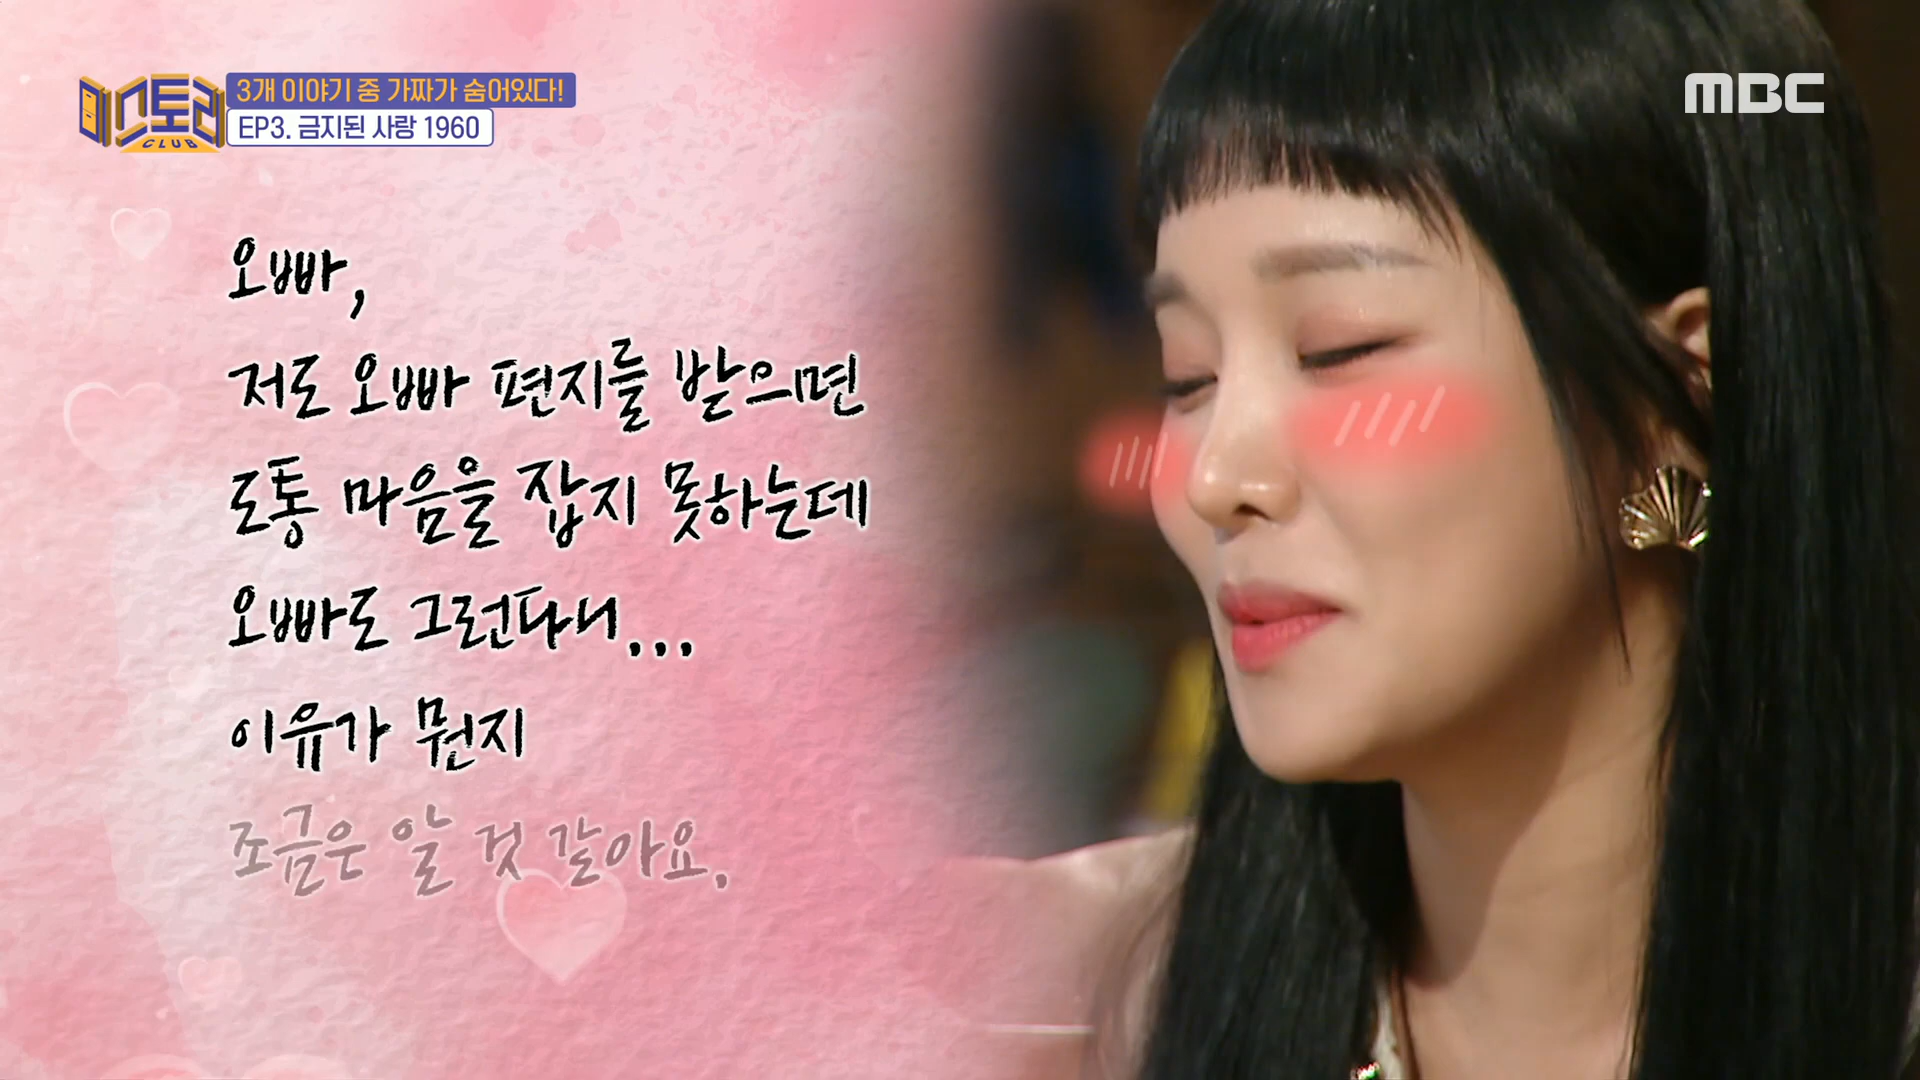 미스토리
CLUB
3개 이야기 중 가짜가 숨어있다!
EP3. 금지된 사랑 1960
MBC
오빠,
저도 오빠 편지를 받으면
도통 마음을 잡지 못하는데
오빠도 그런다니...
이유가 뭔지
조금은 알 것 같아요.